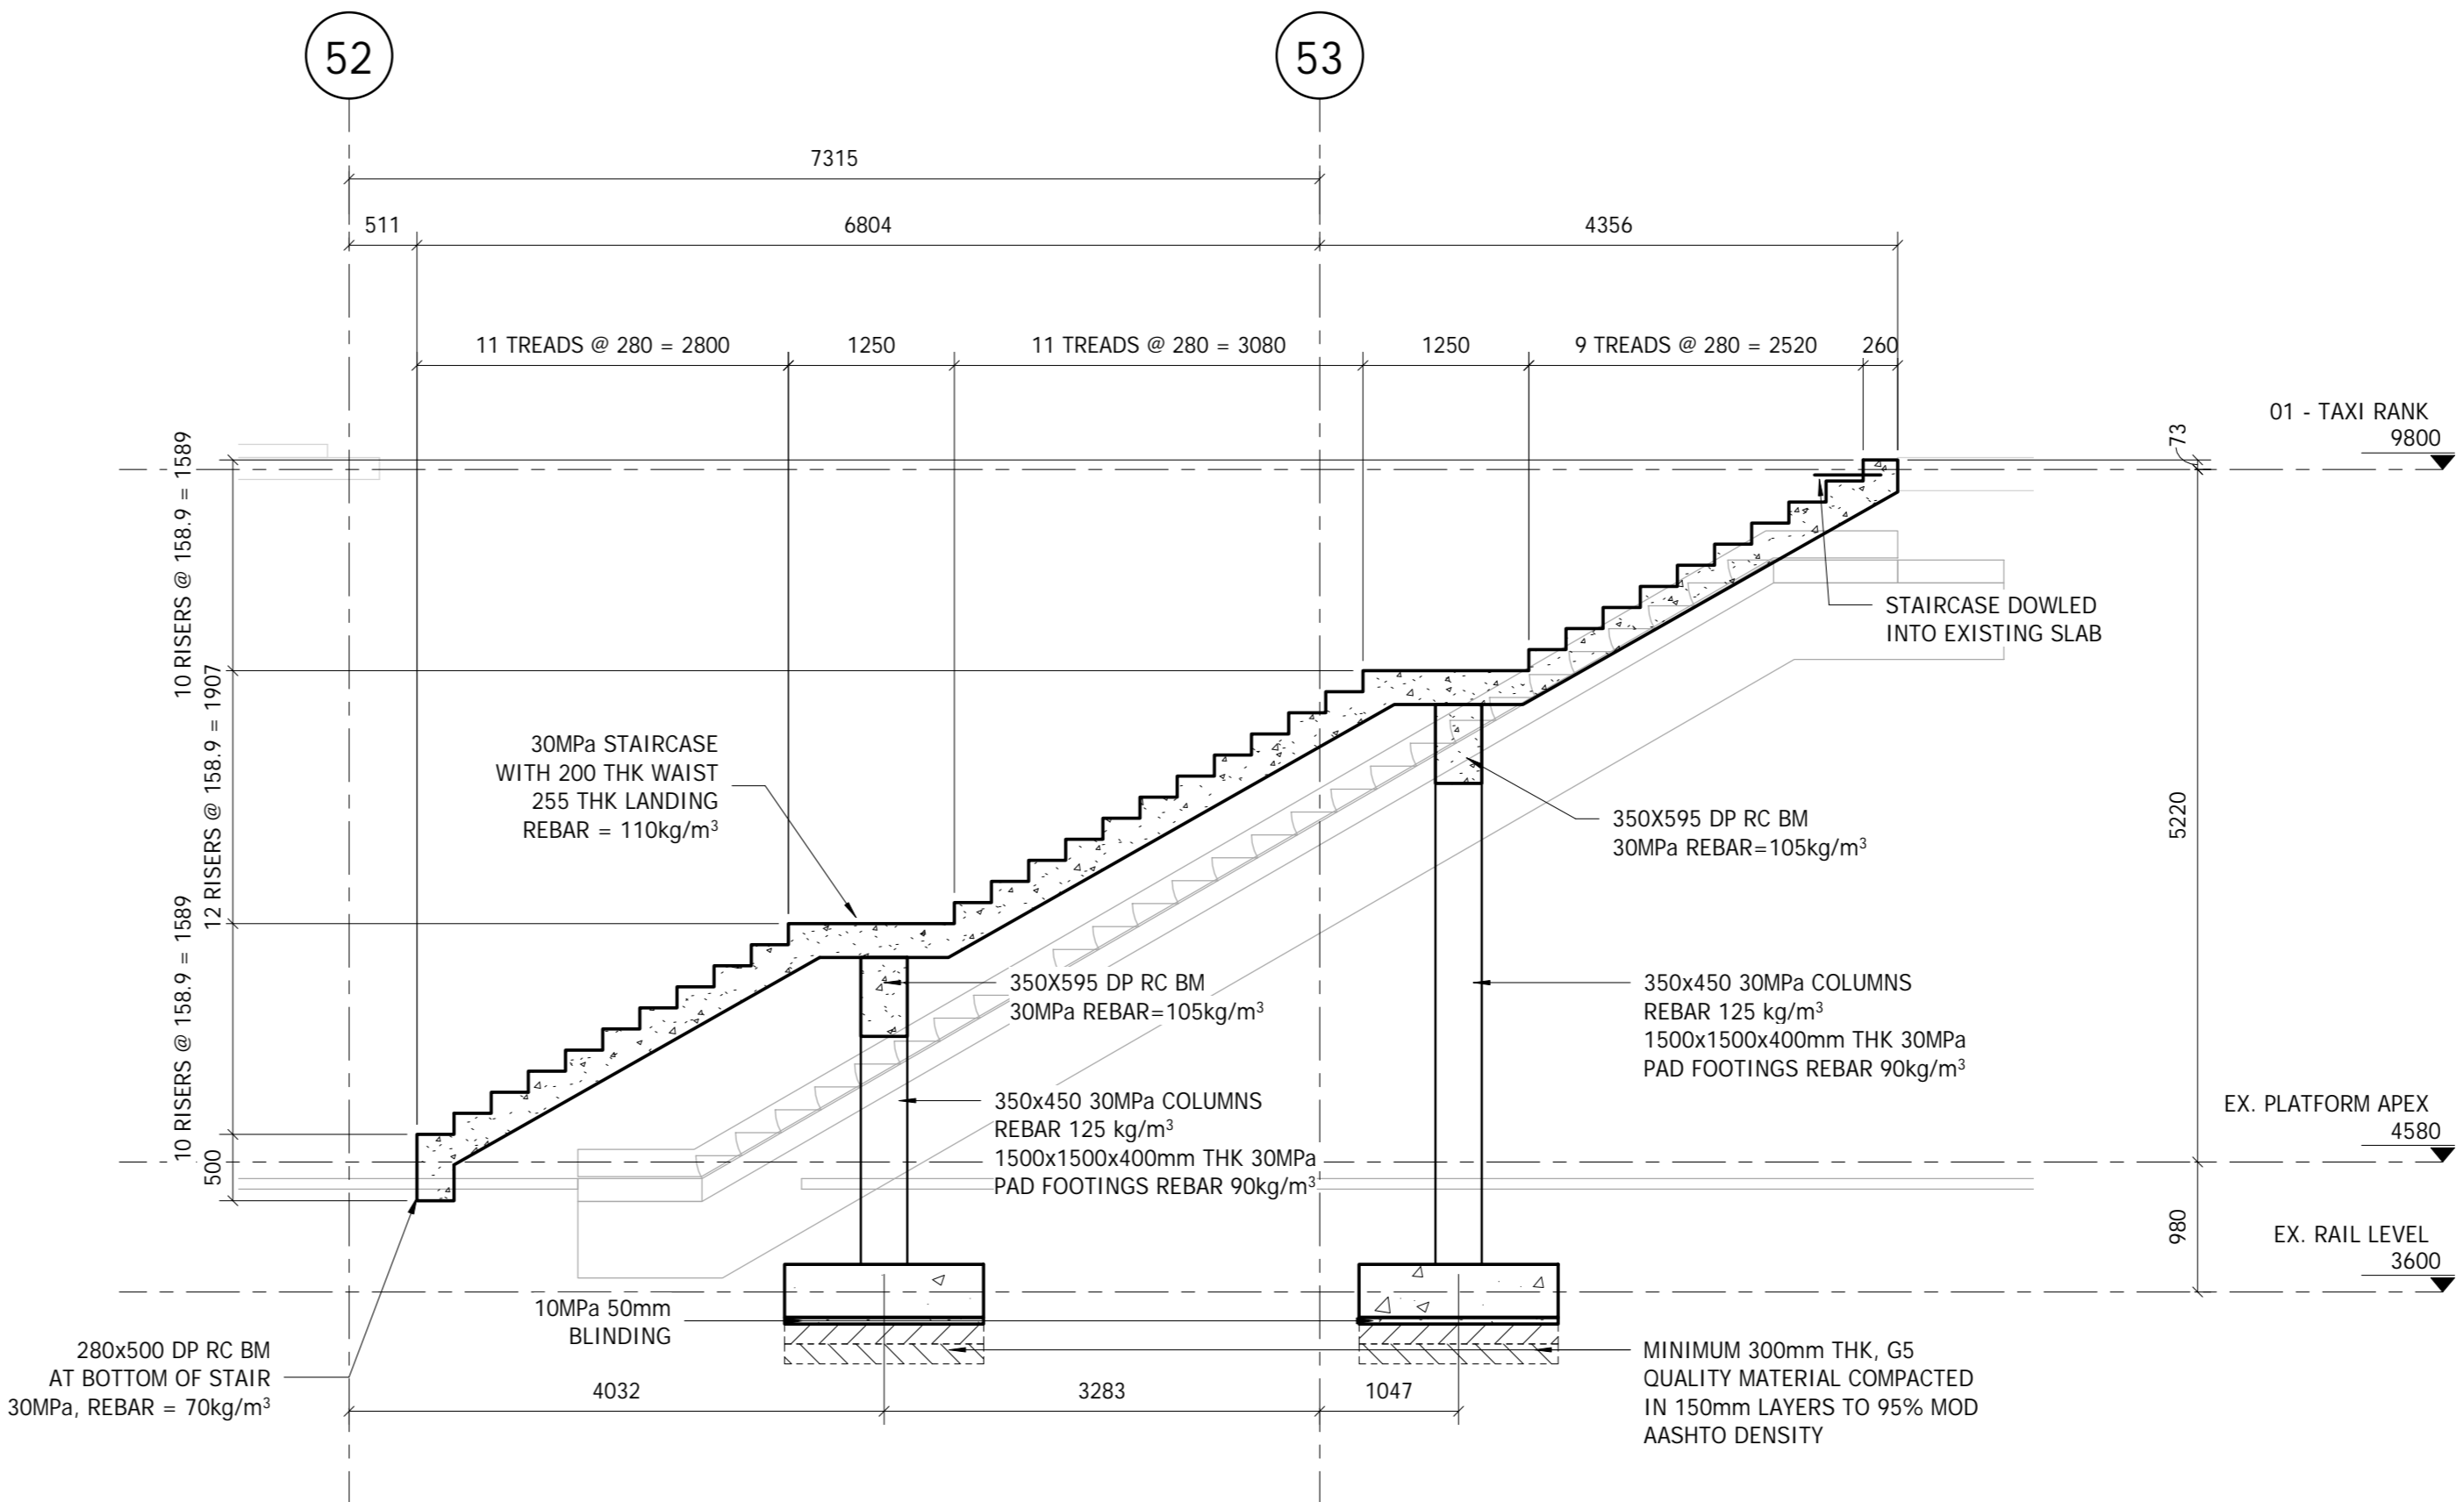 52
53
7315
511
6804
4356
11 TREADS @ 280 = 2800
1250
11 TREADS @ 280 = 3080
1250
9 TREADS @ 280 = 2520
260
01 - TAXI RANK
9800
73
10 RISERS @ 158.9 = 1589
12 RISERS @ 158.9 = 1907
10 RISERS @ 158.9 = 1589
500
STAIRCASE DOWLED
INTO EXISTING SLAB
30MPa STAIRCASE
WITH 200 THK WAIST
255 THK LANDING
REBAR = 110kg/m³
350X595 DP RC BM
30MPa REBAR=105kg/m³
5220
350X595 DP RC BM
30MPa REBAR=105kg/m³
350x450 30MPa COLUMNS
REBAR 125 kg/m³
1500x1500x400mm THK 30MPa
PAD FOOTINGS REBAR 90kg/m³
350x450 30MPa COLUMNS
REBAR 125 kg/m³
1500x1500x400mm THK 30MPa
PAD FOOTINGS REBAR 90kg/m³
EX. PLATFORM APEX
4580
980
EX. RAIL LEVEL
3600
10MPa 50mm
BLINDING
280x500 DP RC BM
AT BOTTOM OF STAIR
30MPa, REBAR = 70kg/m³
4032
3283
1047
MINIMUM 300mm THK, G5
QUALITY MATERIAL COMPACTED
IN 150mm LAYERS TO 95% MOD
AASHTO DENSITY